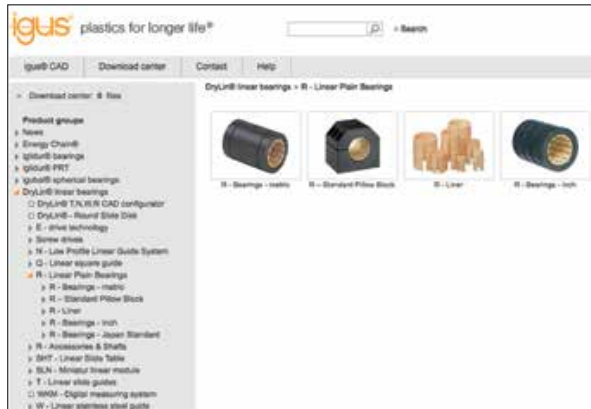 igus® plastics for longer life®
Search
igus® CAD Download center Contact Help
Download center: 0 files
DryLin® linear bearings » R - Linear Plain Bearings
Product groups
News
Energy Chain®
iglidur® bearings
iglidur® PRT
igubal® spherical bearings
DryLin® linear bearings
DryLin® T,N,W,R CAD configurator
DryLin® - Round Slide Disk
E - drive technology
Screw drives
N - Low Profile Linear Guide System
Q - Linear square guide
R - Linear Plain Bearings
R - Bearings - metric
R – Standard Pillow Block
R - Liner
R - Bearings - inch
R - Bearings - Japan Standard
R - Accessories & Shafts
SHT - Linear Slide Table
SLN - Miniatur linear module
T - Linear slide guides
WKM - Digital measuring system
W - Linear stainless steel guide
R - Bearings - metric
R – Standard Pillow Block
R - Liner
R - Bearings - inch